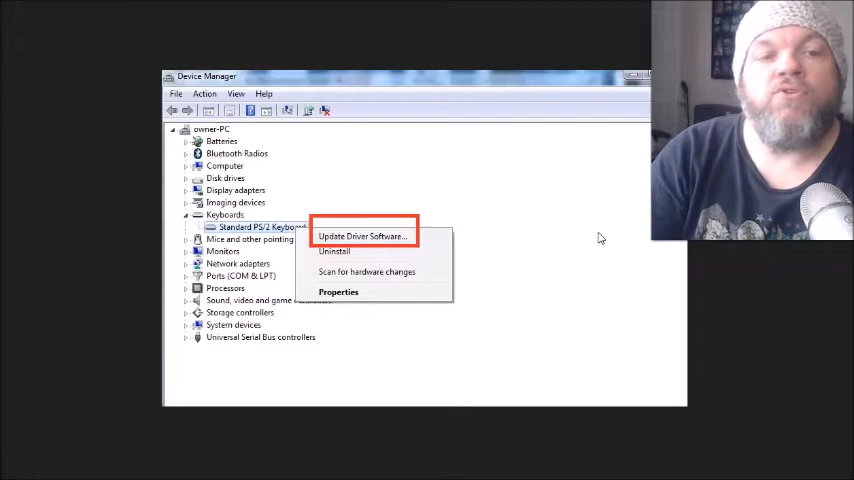 Device Manager
File Action View Help
owner-PC
Batteries
Bluetooth Radios
Computer
Disk drives
Display adapters
Imaging devices
Keyboards
Standard PS/2 Keyboard
Update Driver Software...
Mice and other pointing
Uninstall
Monitors
Network adapters
Scan for hardware changes
Ports (COM & LPT)
Processors
Properties
Sound, video and game
Storage controllers
System devices
Universal Serial Bus controllers